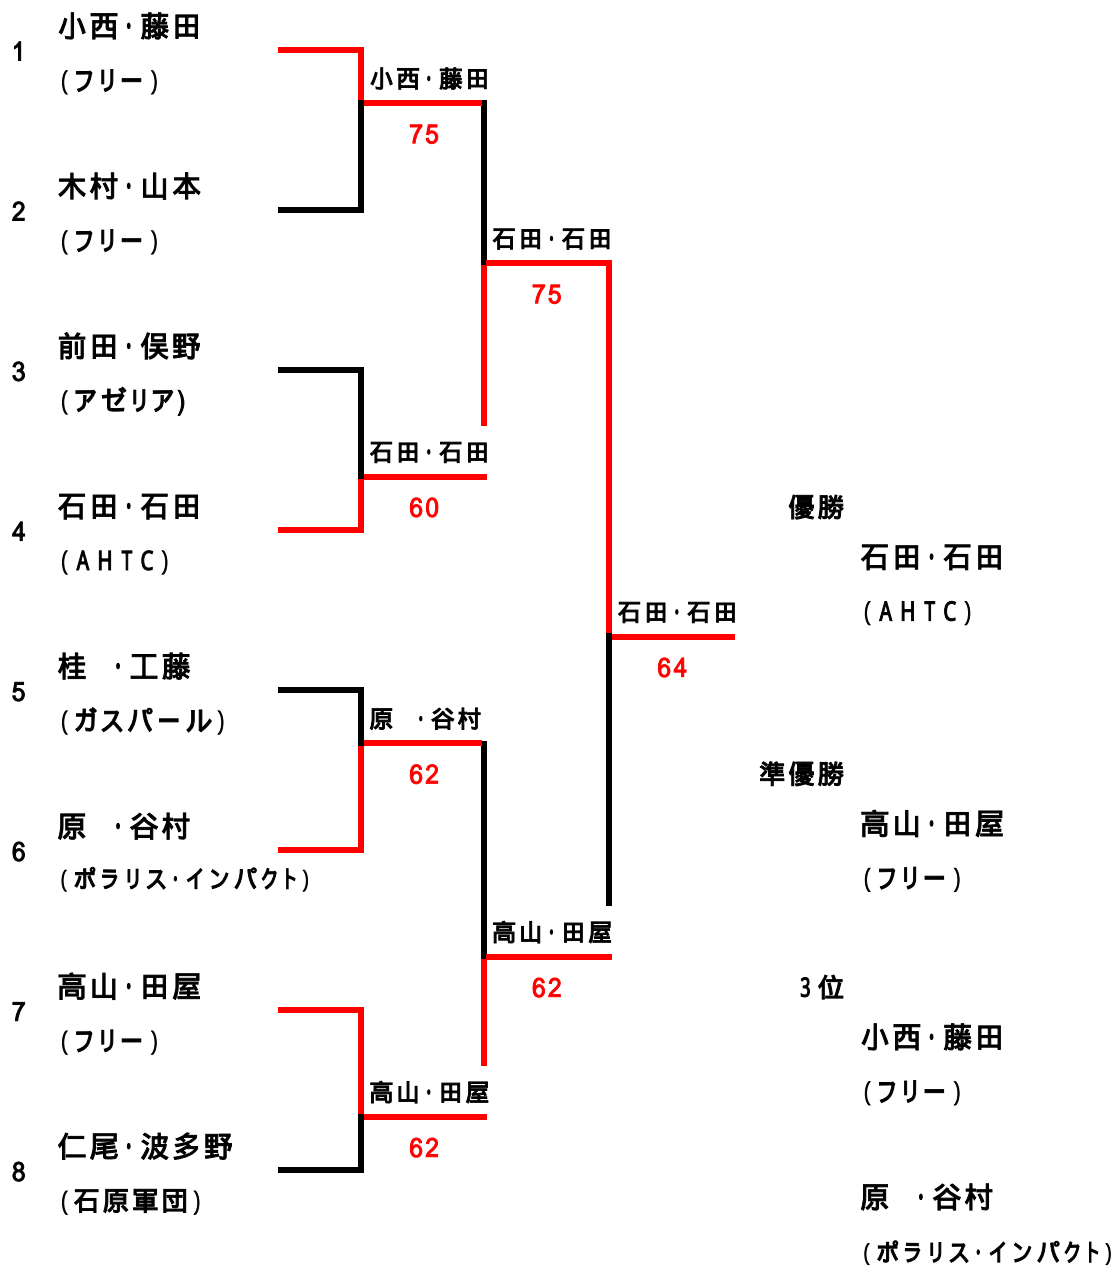 1
小西・藤田
(フリー)
2
木村・山本
(フリー)
3
前田・俣野
(アゼリア)
4
石田・石田
(AHTC)
5
桂　・工藤
(ガスパール)
6
原　・谷村
(ポラリス・インパクト)
7
高山・田屋
(フリー)
8
仁尾・波多野
(石原軍団)
小西・藤田
75
石田・石田
60
原　・谷村
62
高山・田屋
62
石田・石田
75
高山・田屋
62
石田・石田
64
優勝
石田・石田
(AHTC)
準優勝
高山・田屋
(フリー)
3位
小西・藤田
(フリー)
原　・谷村
(ポラリス・インパクト)